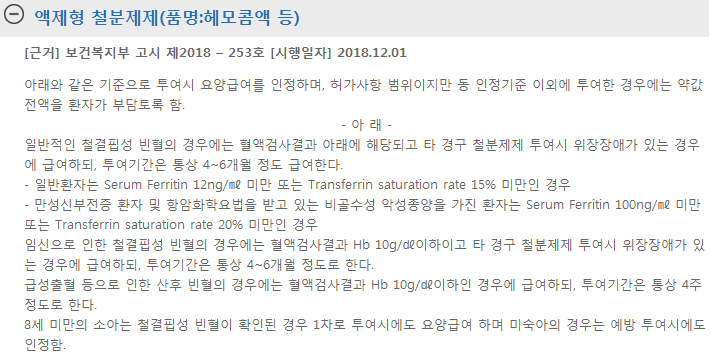 액제형 철분제제(품명:헤모콤액 등)
[근거] 보건복지부 고시 제2018 – 253호 [시행일자] 2018.12.01
아래와 같은 기준으로 투여시 요양급여를 인정하며, 허가사항 범위이지만 동 인정기준 이외에 투여한 경우에는 약값
전액을 환자가 부담토록 함.
- 아 래 -
일반적인 철결핍성 빈혈의 경우에는 혈액검사결과 아래에 해당되고 타 경구 철분제제 투여시 위장장애가 있는 경우
에 급여하되, 투여기간은 통상 4~6개월 정도 급여한다.
- 일반환자는 Serum Ferritin 12ng/㎖ 미만 또는 Transferrin saturation rate 15% 미만인 경우
- 만성신부전증 환자 및 항암화학요법을 받고 있는 비골수성 악성종양을 가진 환자는 Serum Ferritin 100ng/㎖ 미만
또는 Transferrin saturation rate 20% 미만인 경우
임신으로 인한 철결핍성 빈혈의 경우에는 혈액검사결과 Hb 10g/㎗이하이고 타 경구 철분제제 투여시 위장장애가 있
는 경우에 급여하되, 투여기간은 통상 4~6개월 정도로 한다.
급성출혈 등으로 인한 산후 빈혈의 경우에는 혈액검사결과 Hb 10g/㎗이하인 경우에 급여하되, 투여기간은 통상 4주
정도로 한다.
8세 미만의 소아는 철결핍성 빈혈이 확인된 경우 1차로 투여시에도 요양급여 하며 미숙아의 경우는 예방 투여시에도
인정함.